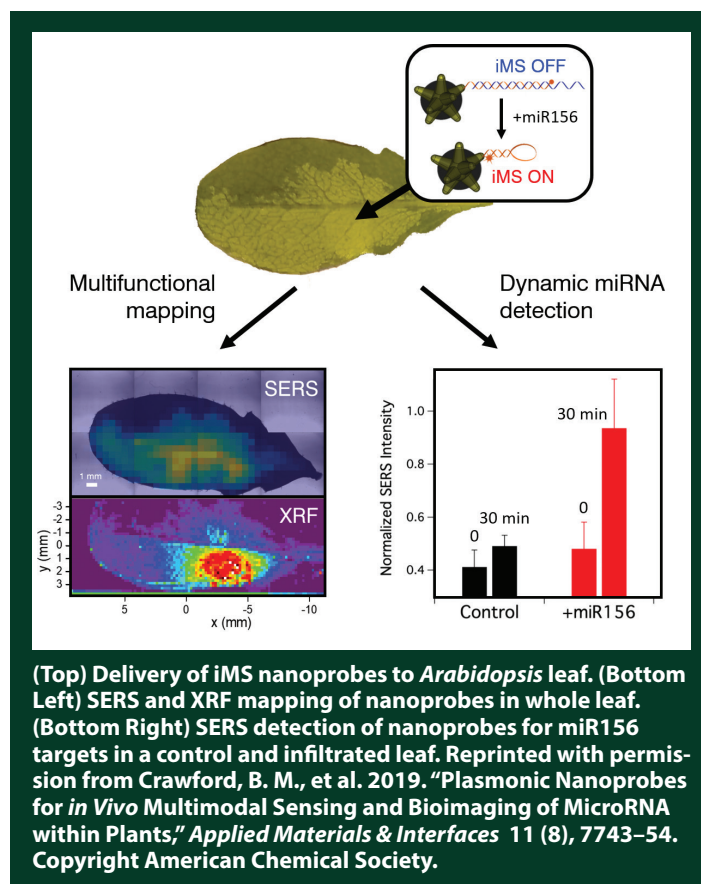 iMS OFF
+miR156
iMS ON
Multifunctional
mapping
Dynamic miRNA
detection
SERS
1 mm
XRF
-3
-2
-1
0
1
2
3
y (mm)
5 0 -5 -10
x (mm)
Normalized SERS Intensity
1.0
0.8
0.6
0.4
0
30 min
0
30 min
Control +miR156
(Top) Delivery of iMS nanoprobes to Arabidopsis leaf. (Bottom
Left) SERS and XRF mapping of nanoprobes in whole leaf.
(Bottom Right) SERS detection of nanoprobes for miR156
targets in a control and infiltrated leaf. Reprinted with permis-
sion from Crawford, B. M., et al. 2019. “Plasmonic Nanoprobes
for in Vivo Multimodal Sensing and Bioimaging of MicroRNA
within Plants,” Applied Materials & Interfaces 11 (8), 7743–54.
Copyright American Chemical Society.